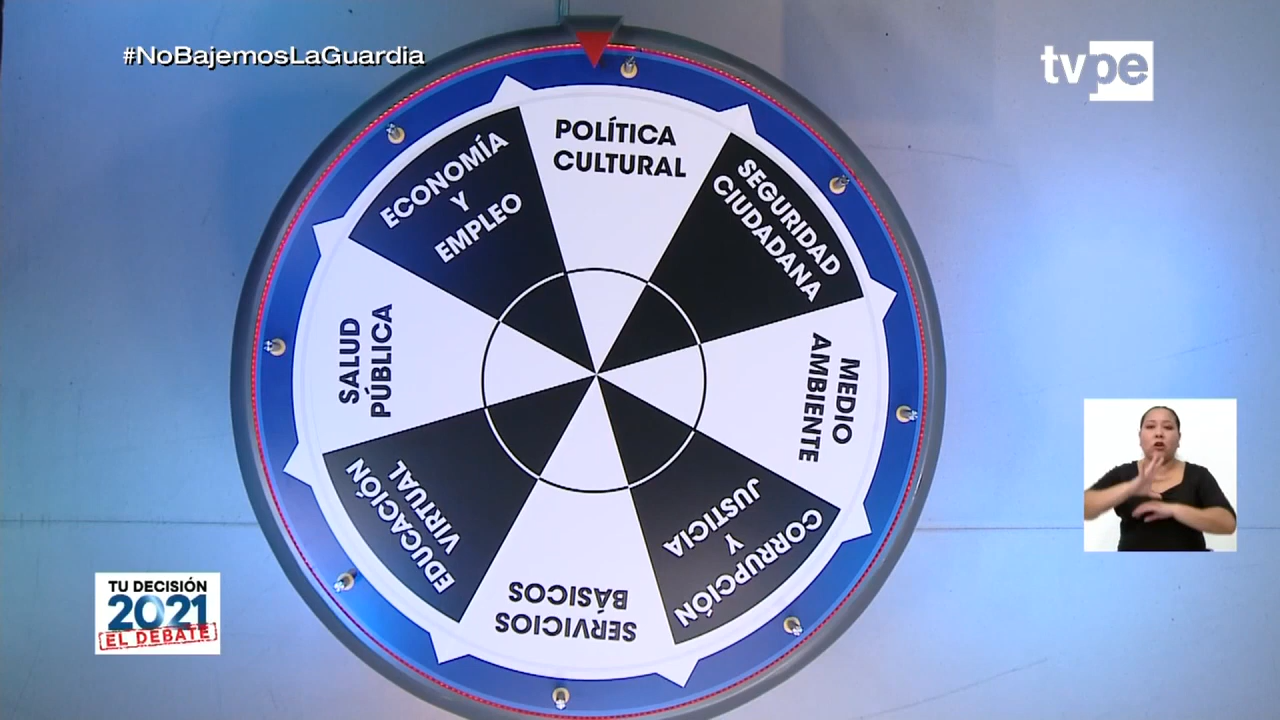 #NoBajemosLaGuardia
tvpe
POLÍTICA
CULTURAL
SEGURIDAD
CIUDADANA
MEDIO
AMBIENTE
CORRUPCIÓN
Y
JUSTICIA
SERVICIOS
BÁSICOS
EDUCACIÓN
VIRTUAL
SALUD
PÚBLICA
ECONOMÍA
Y
EMPLEO
TU DECISIÓN
2021
EL DEBATE